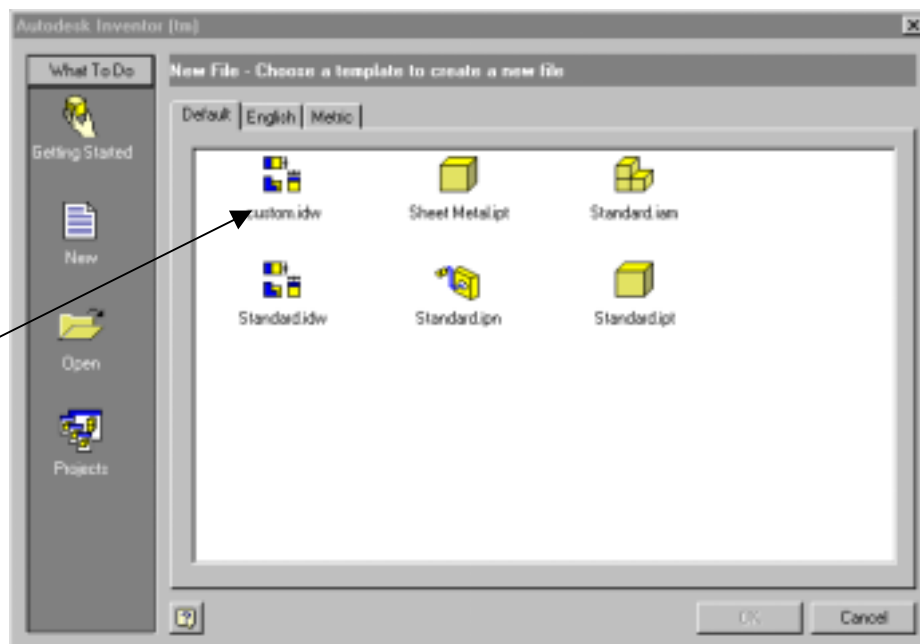 Autodesk Inventor (tm)
What To Do
New File - Choose a template to create a new file
Default English Metric
Getting Started
New
Open
Projects
custom.idw Sheet Metal.ipt Standard.iam
Standard.idw Standard.ipn Standard.ipt
OK Cancel